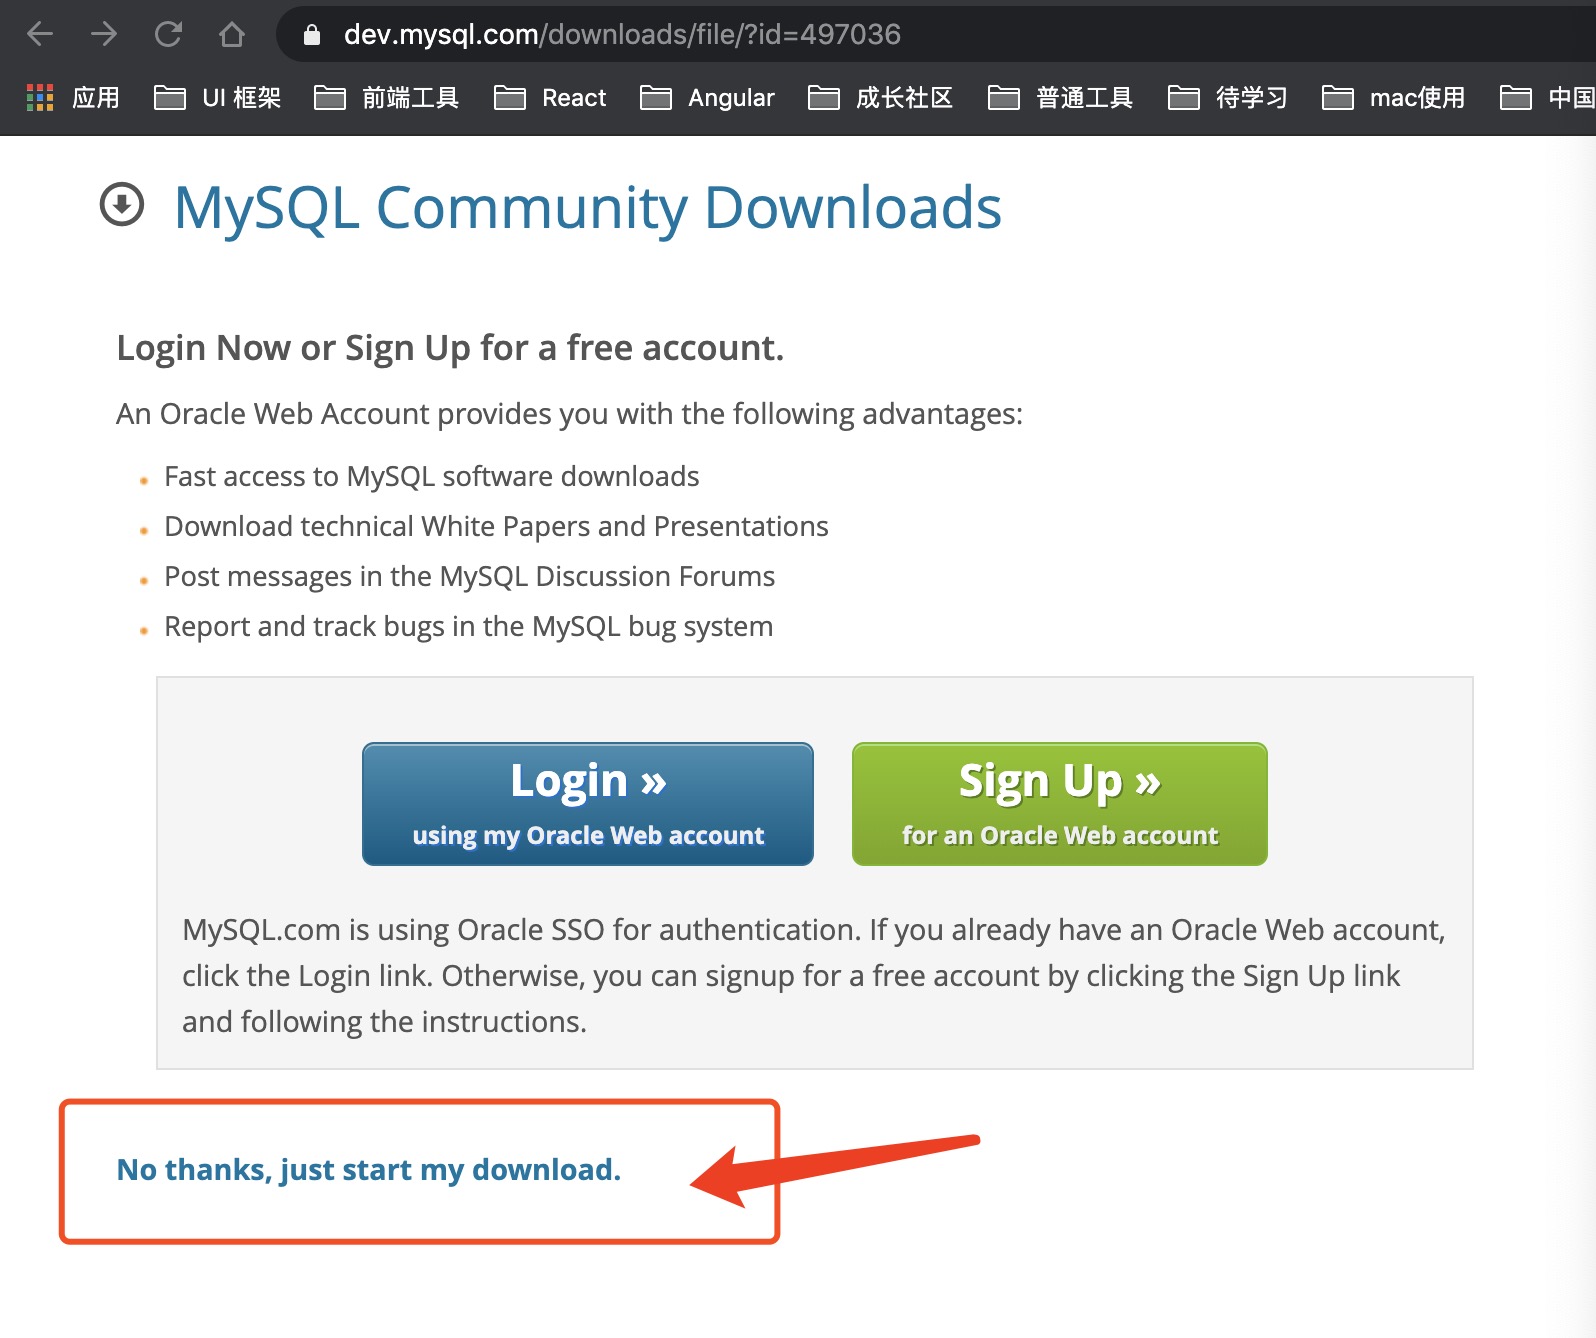 dev.mysql.com/downloads/file/?id=497036
应用 UI 框架 前端工具 React Angular 成长社区 普通工具 待学习 mac使用 中国
MySQL Community Downloads
Login Now or Sign Up for a free account.
An Oracle Web Account provides you with the following advantages:
Fast access to MySQL software downloads
Download technical White Papers and Presentations
Post messages in the MySQL Discussion Forums
Report and track bugs in the MySQL bug system
Login » Sign Up »
using my Oracle Web account for an Oracle Web account
MySQL.com is using Oracle SSO for authentication. If you already have an Oracle Web account,
click the Login link. Otherwise, you can signup for a free account by clicking the Sign Up link
and following the instructions.
No thanks, just start my download.